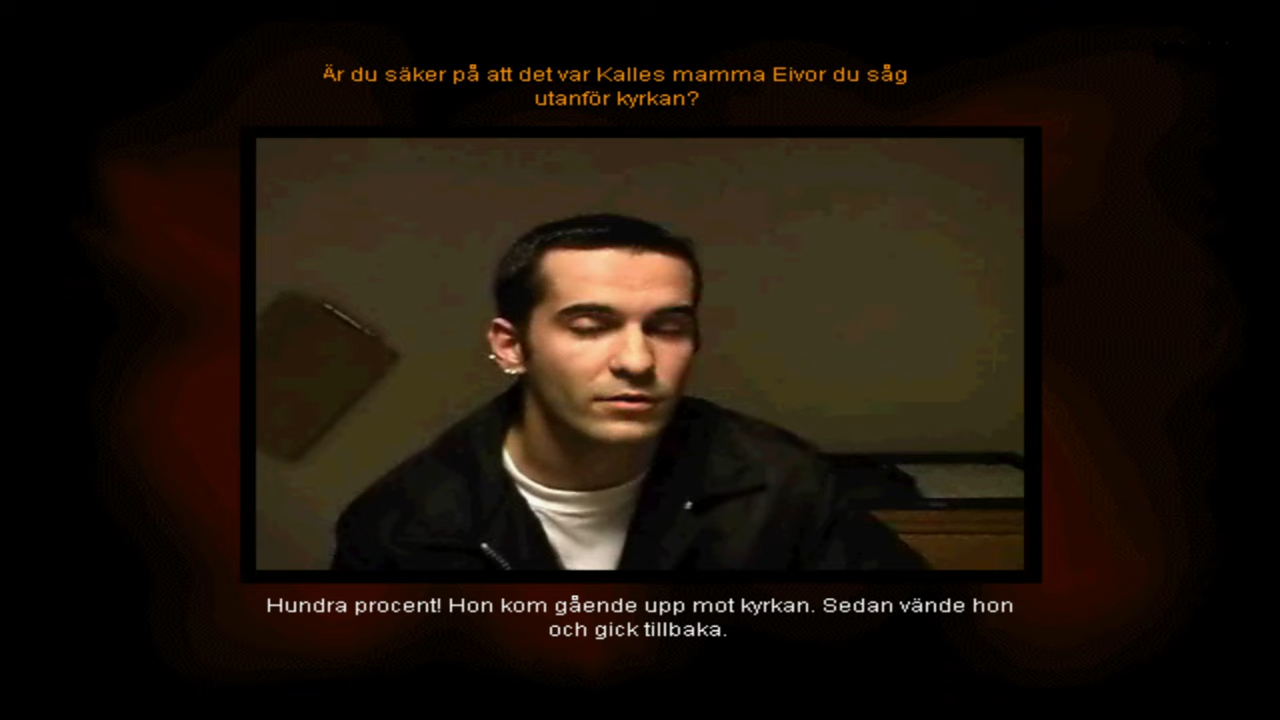 Är du säker på att det var Kalles mamma Eivor du såg
utanför kyrkan?
Hundra procent! Hon kom gående upp mot kyrkan. Sedan vände hon
och gick tillbaka.